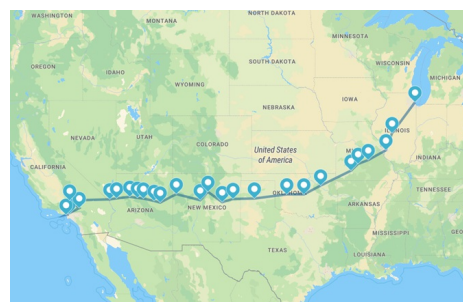 WASHINGTON
NORTH DAKOTA
MONTANA
MINNESOTA
OREGON
SOUTH DAKOTA
WISCONSIN
IDAHO
MICHIGAN
WYOMING
IOWA
NEBRASKA
ILLINOIS
NEVADA
UTAH
COLORADO
United States
of America
INDIANA
CALIFORNIA
TENNESSEE
OKLAHOMA
ARKANSAS
ARIZONA
NEW MEXICO
MISSISSIPPI
TEXAS
LOUISIANA